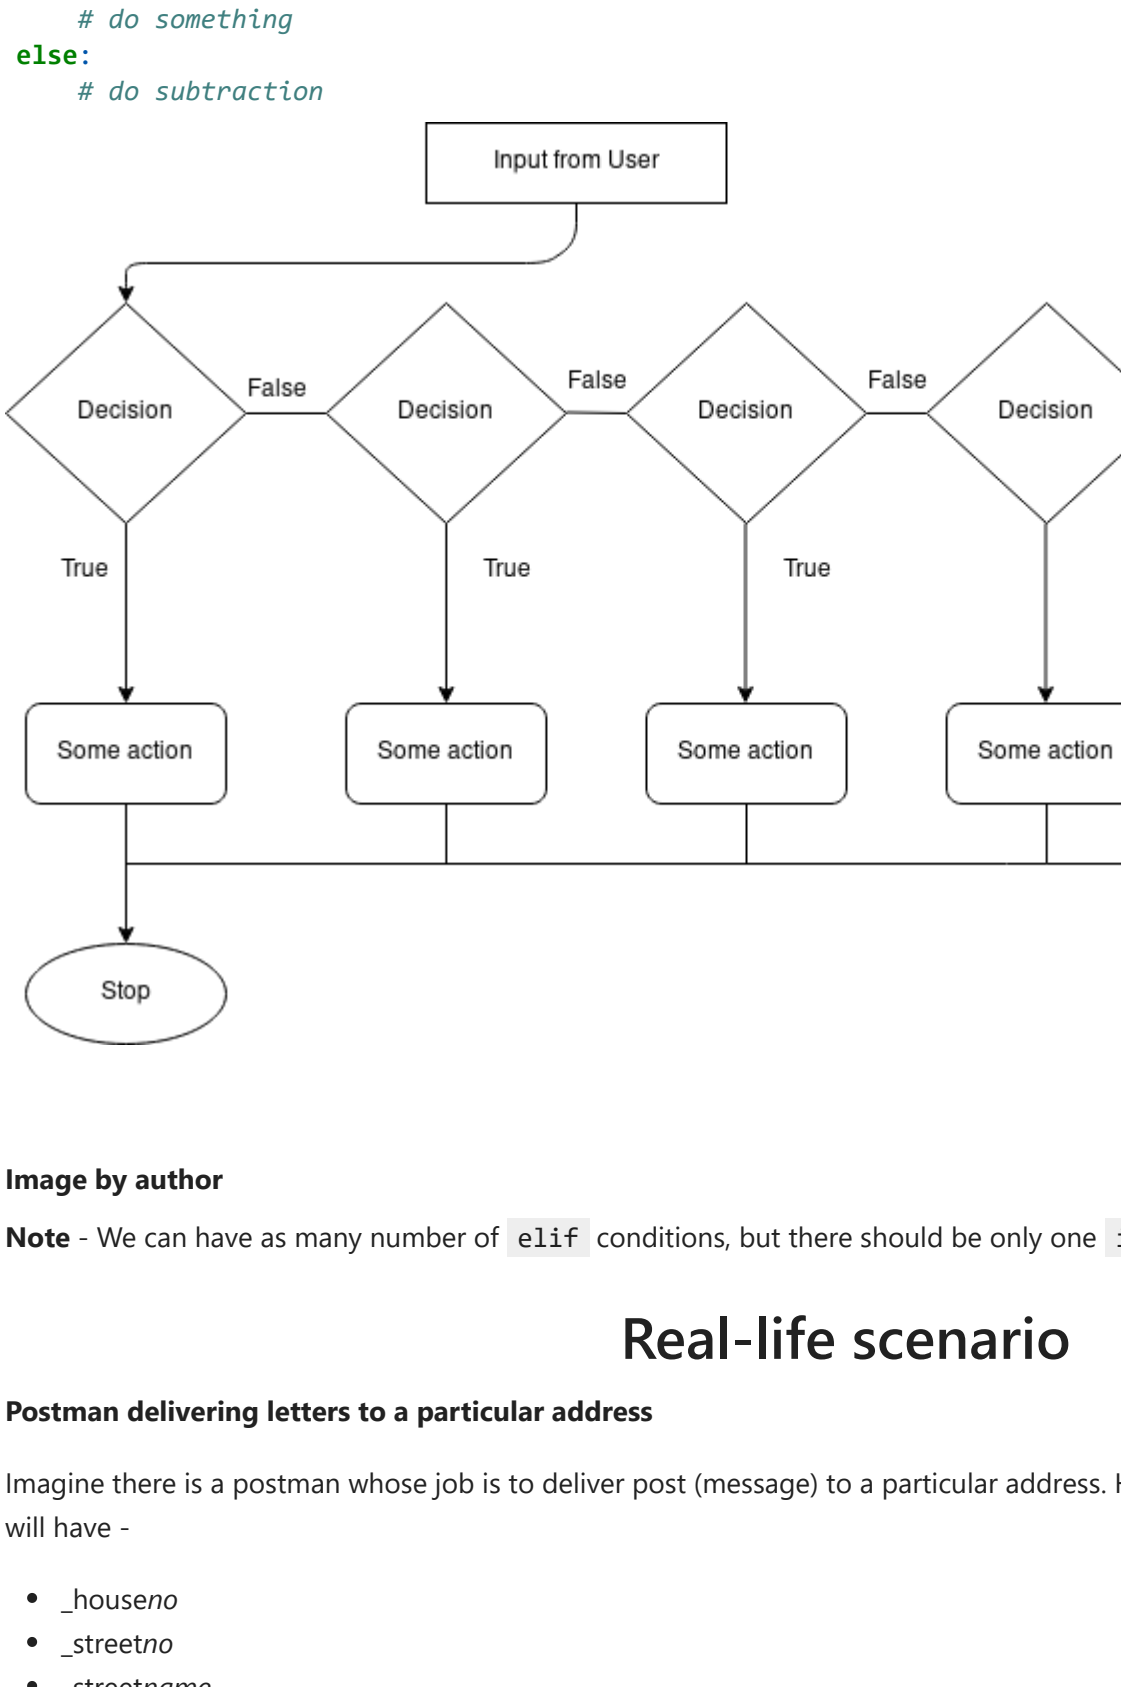 # do something
else:
# do subtraction
Input from User
False
False
False
Decision
Decision
Decision
Decision
True
True
True
Some action
Some action
Some action
Some action
Stop
Image by author
Note - We can have as many number of elif conditions, but there should be only one
Real-life scenario
Postman delivering letters to a particular address
Imagine there is a postman whose job is to deliver post (message) to a particular address.
will have -
• _houseno
• _streetno
• _streetname